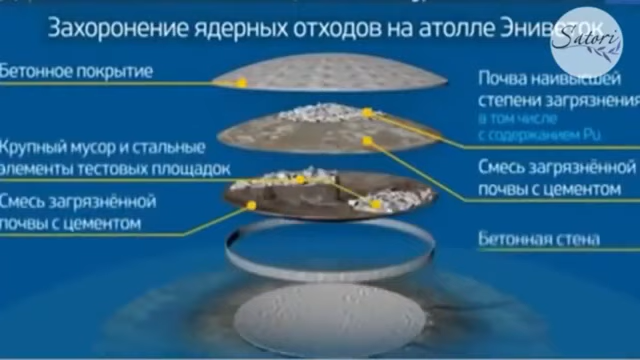 Захоронение ядерных отходов на атолле Эниветок
Satori
Бетонное покрытие
Почва наивысшей
степени загрязнения
в том числе
с содержанием Pu
Крупный мусор и стальные
элементы тестовых площадок
Смесь загрязнённой
почвы с цементом
Смесь загрязнённой
почвы с цементом
Бетонная стена